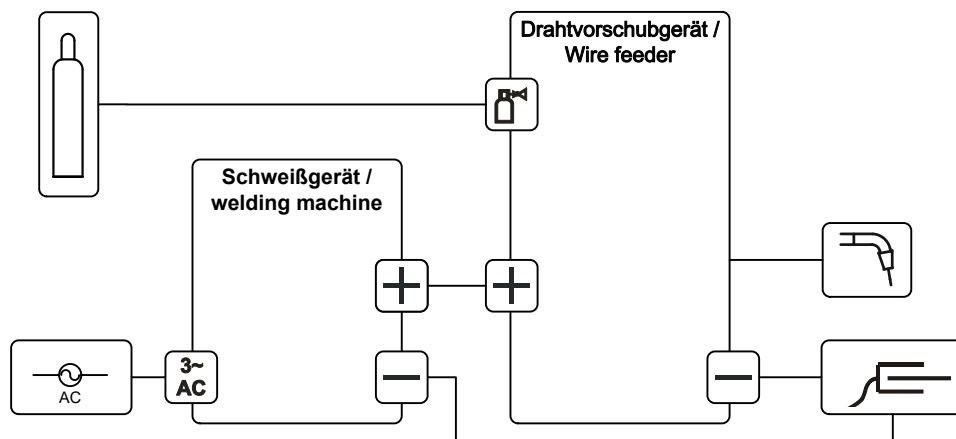 Drahtvorschubgerät /
Wire feeder
Schweißgerät /
welding machine
3~
AC
AC